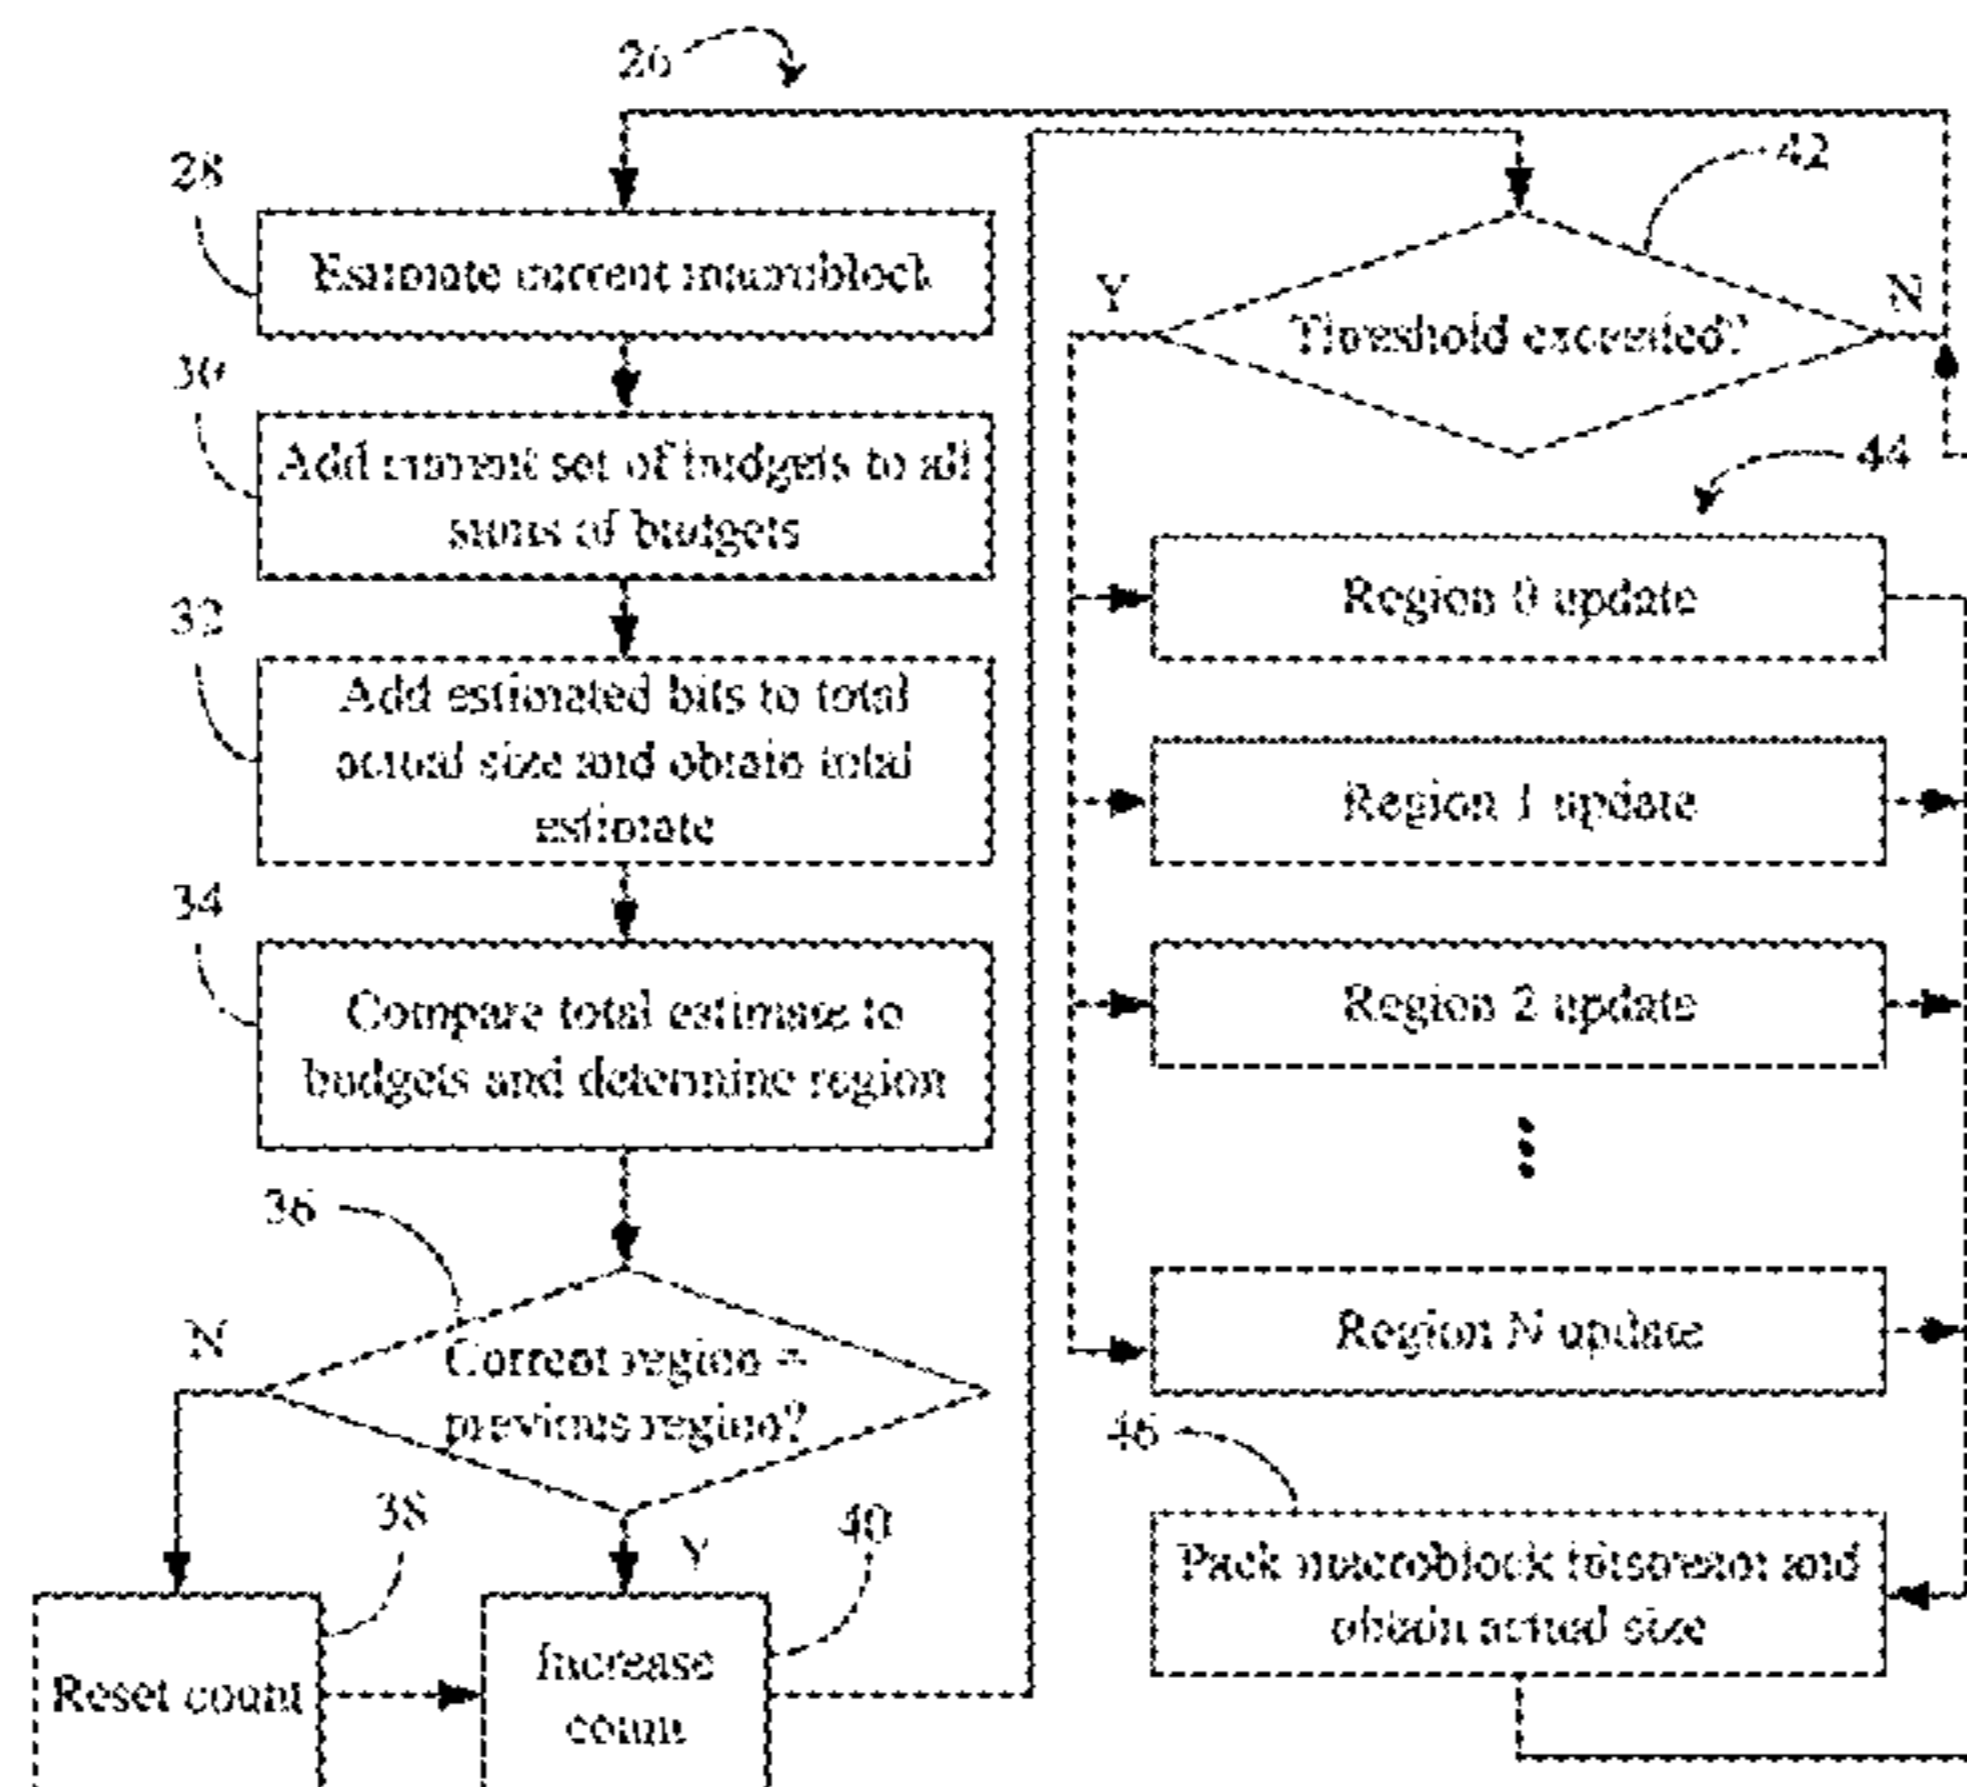 26
28
Estimate current macroblock
30
Add current set of budgets to all
sums of budgets
32
Add estimated bits to total
actual size and obtain total
estimate
34
Compare total estimate to
budgets and determine region
36
N
Current region =
previous region?
Y
38
Reset count
40
Increase
count
42
Y
Threshold exceeded?
N
44
Region 0 update
Region 1 update
Region 2 update
Region N update
46
Pack macroblock bitstream and
obtain actual size